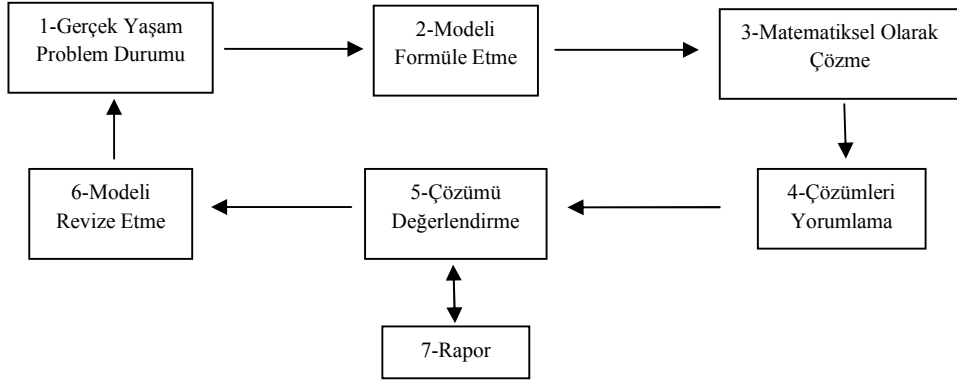 1-Gerçek Yaşam
Problem Durumu
2-Modeli
Formüle Etme
3-Matematiksel Olarak
Çözme
4-Çözümleri
Yorumlama
5-Çözümü
Değerlendirme
6-Modeli
Revize Etme
7-Rapor